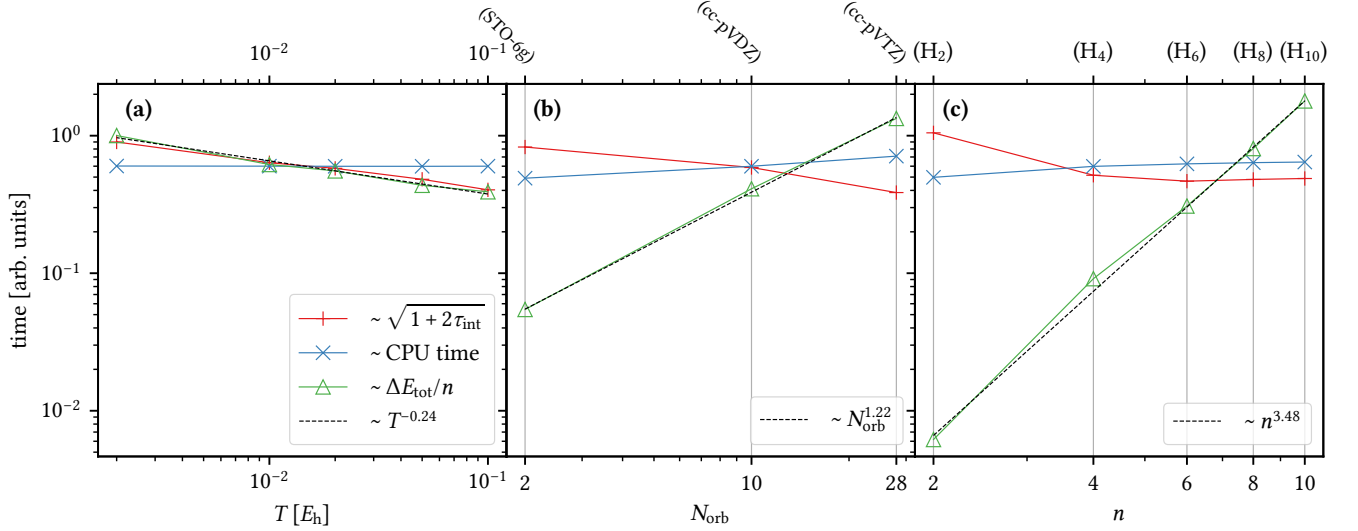 10⁻² 10⁻¹ (STO-6g) (cc-pVDZ) (cc-pVTZ) (H₂) (H₄) (H₆) (H₈) (H₁₀)
(a) (b) (c)
time [arb. units]
10⁰
10⁻¹
10⁻²
~ √1 + 2τ_int
~ CPU time
~ ΔE_tot/n
~ T^−0.24
~ N_orb^1.22
~ n^3.48
10⁻² 10⁻¹ 2 10 28 2 4 6 8 10
T [E_h] N_orb n